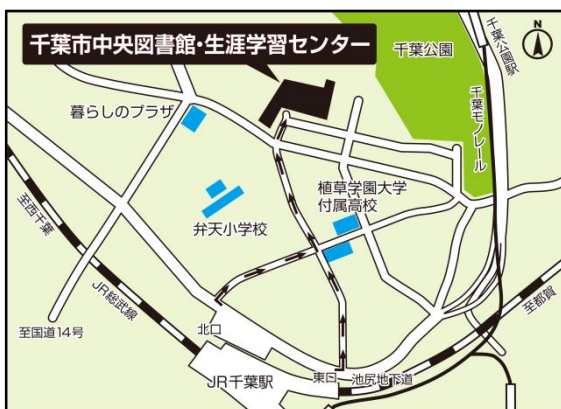 千葉市中央図書館・生涯学習センター
N
千葉公園
千葉公園駅
千葉モノレール
暮らしのプラザ
植草学園大学
付属高校
弁天小学校
至西千葉
JR総武線
至都賀
至国道14号
北口
東口
池尻地下道
JR千葉駅